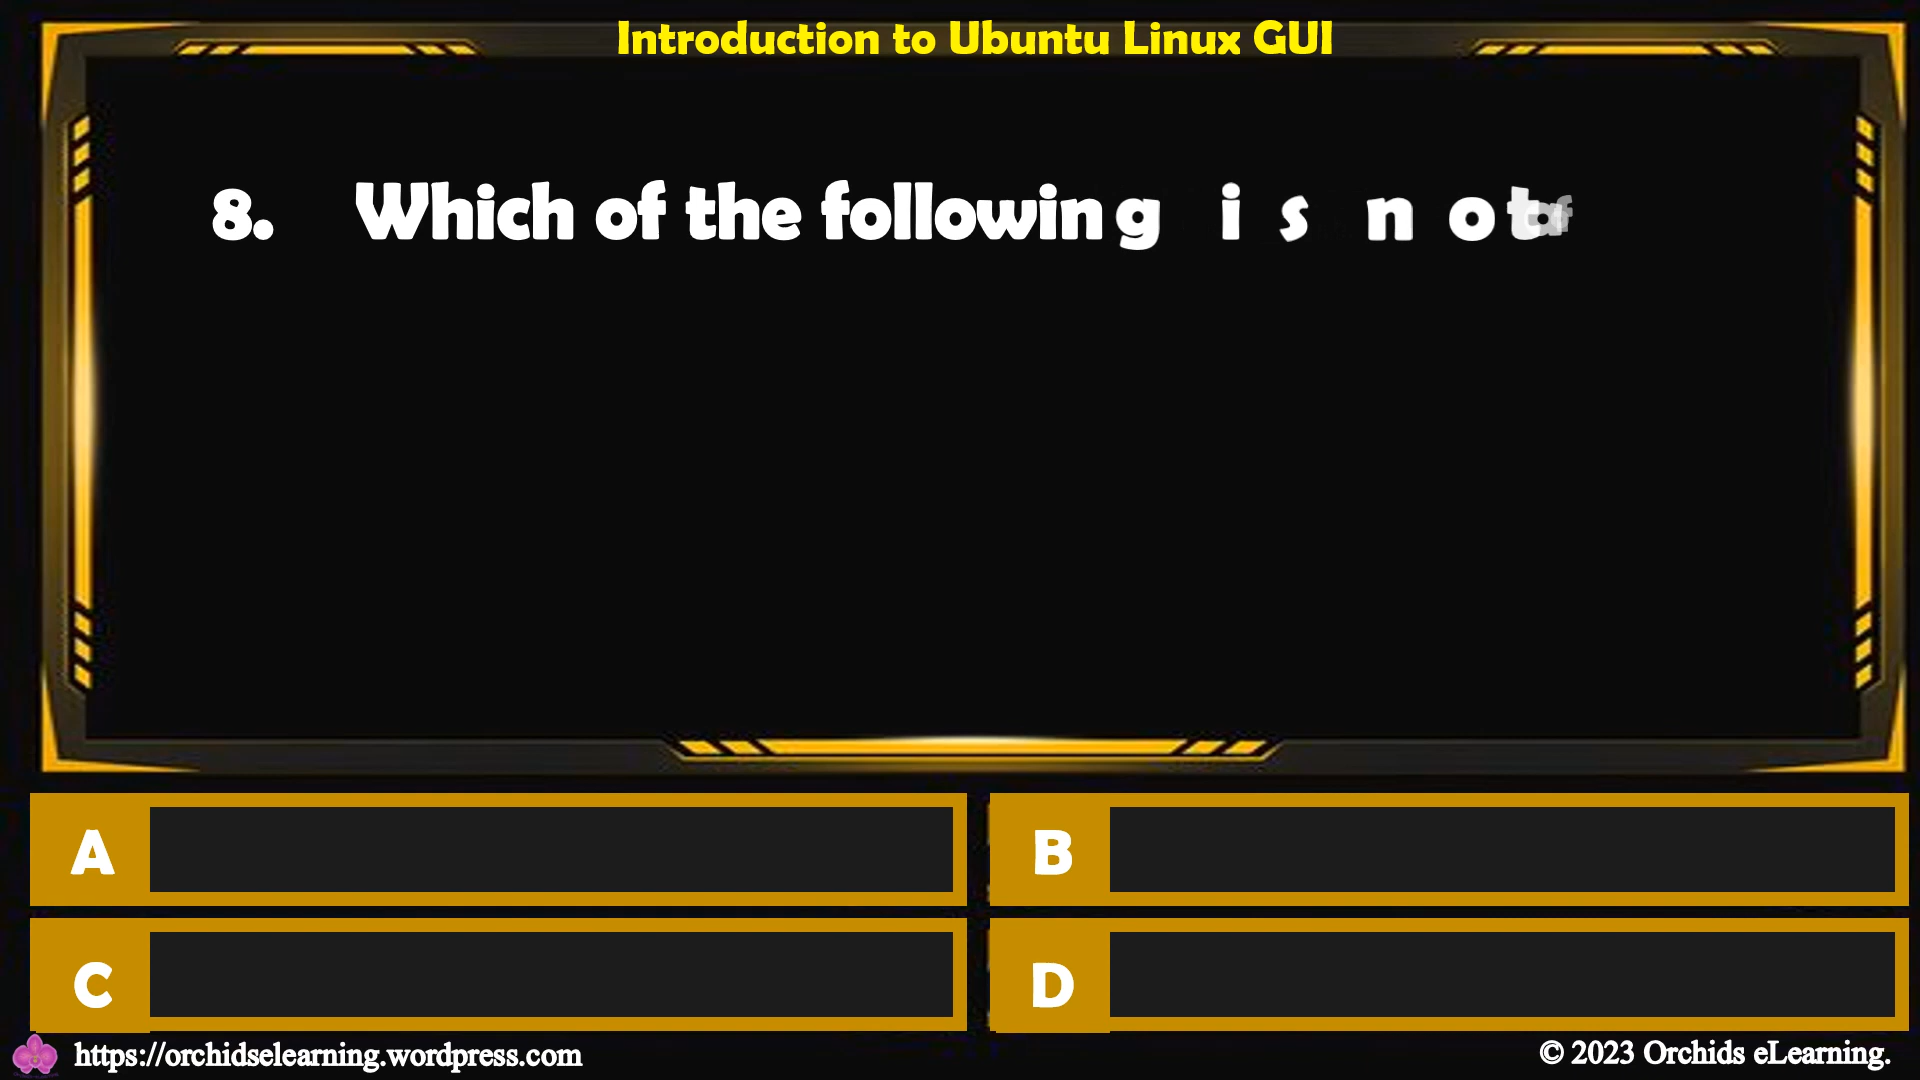 Introduction to Ubuntu Linux GUI
8. Which of the following is not
A
B
C
D
https://orchidselearning.wordpress.com
© 2023 Orchids eLearning.